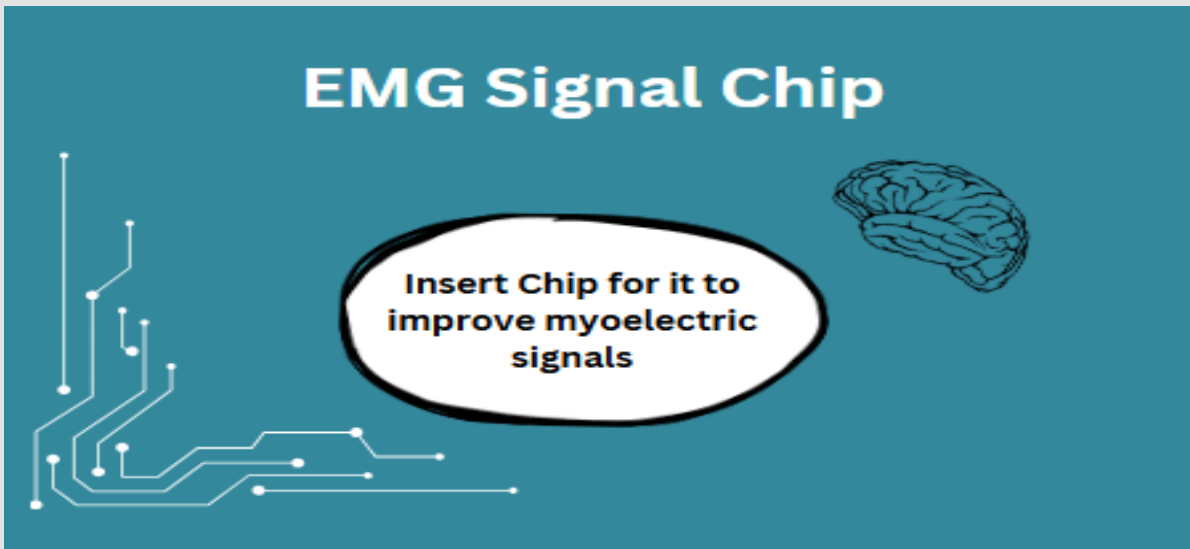 EMG Signal Chip
Insert Chip for it to
improve myoelectric
signals